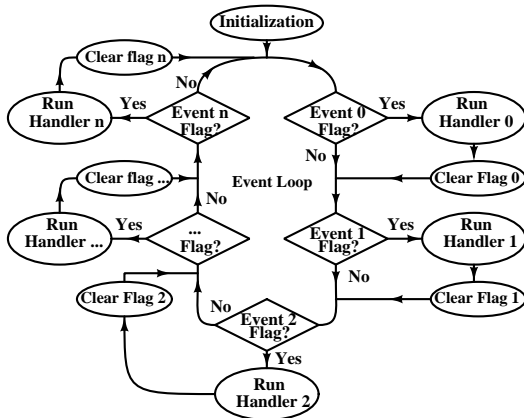 Initialization
Clear flag n
No
Run
Handler n
Yes
Event n
Flag?
Event 0
Flag?
Yes
Run
Handler 0
No
Clear Flag 0
Event Loop
Clear flag ...
No
Run
Handler ...
Yes
...
Flag?
Event 1
Flag?
Yes
Run
Handler 1
No
Clear Flag 1
Clear Flag 2
No
Event 2
Flag?
Yes
Run
Handler 2